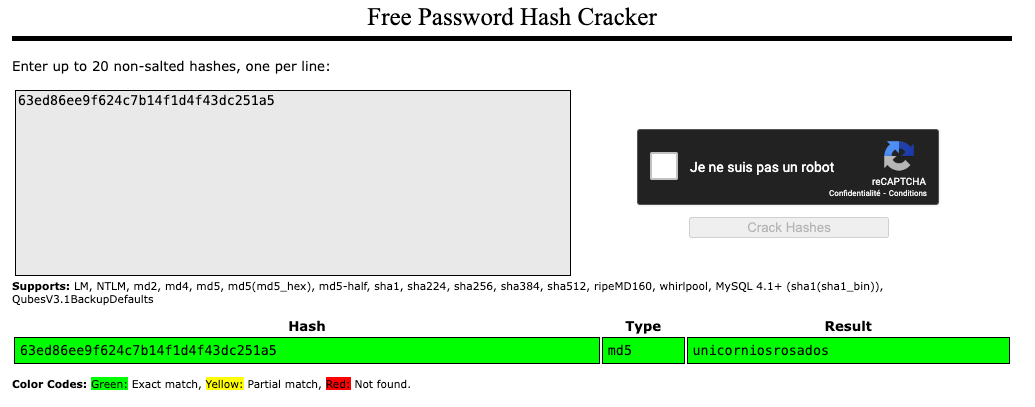 Free Password Hash Cracker
Enter up to 20 non-salted hashes, one per line:
63ed86ee9f624c7b14f1d4f43dc251a5
Je ne suis pas un robot
reCAPTCHA
Confidentialité - Conditions
Crack Hashes
Supports: LM, NTLM, md2, md4, md5, md5(md5_hex), md5-half, sha1, sha224, sha256, sha384, sha512, ripeMD160, whirlpool, MySQL 4.1+ (sha1(sha1_bin)),
QubesV3.1BackupDefaults
Hash Type Result
63ed86ee9f624c7b14f1d4f43dc251a5 md5 unicorniosrosados
Color Codes: Green: Exact match, Yellow: Partial match, Red: Not found.